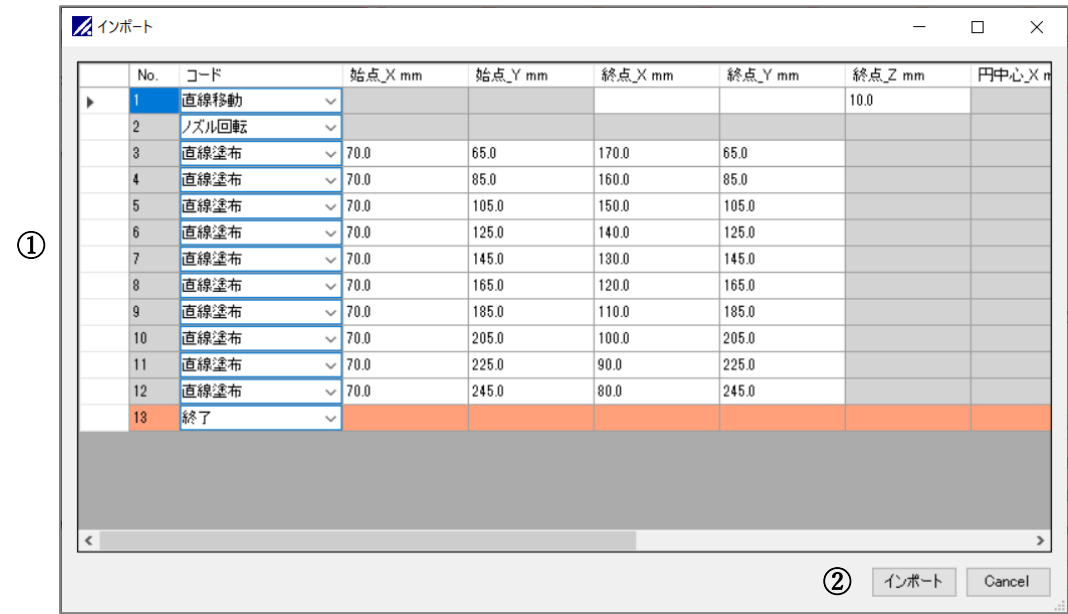 インポート
No. コード 始点_X mm 始点_Y mm 終点_X mm 終点_Y mm 終点_Z mm 円中心_X m
1 直線移動 10.0
2 ノズル回転
3 直線塗布 70.0 65.0 170.0 65.0
4 直線塗布 70.0 85.0 160.0 85.0
5 直線塗布 70.0 105.0 150.0 105.0
6 直線塗布 70.0 125.0 140.0 125.0
①
7 直線塗布 70.0 145.0 130.0 145.0
8 直線塗布 70.0 165.0 120.0 165.0
9 直線塗布 70.0 185.0 110.0 185.0
10 直線塗布 70.0 205.0 100.0 205.0
11 直線塗布 70.0 225.0 90.0 225.0
12 直線塗布 70.0 245.0 80.0 245.0
13 終了
② インポート Cancel